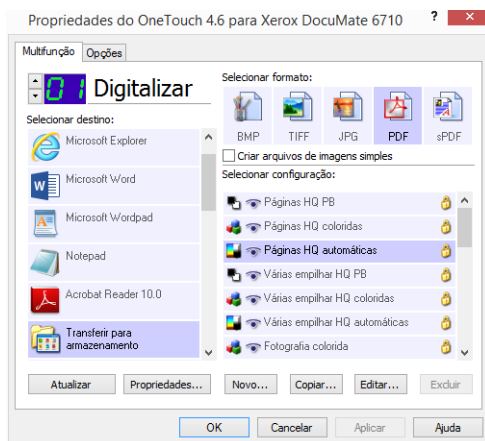 Propriedades do OneTouch 4.6 para Xerox DocuMate 6710 ? ×
Multifunção Opções
01 Digitalizar
Selecionar destino:
Microsoft Explorer
Microsoft Word
Microsoft Wordpad
Notepad
Acrobat Reader 10.0
Transferir para
armazenamento
Selecionar formato:
BMP TIFF JPG PDF sPDF
Criar arquivos de imagens simples
Selecionar configuração:
Páginas HQ PB
Páginas HQ coloridas
Páginas HQ automáticas
Várias empilhar HQ PB
Várias empilhar HQ coloridas
Várias empilhar HQ automáticas
Fotografia colorida
Atualizar Propriedades... Novo... Copiar... Editar... Excluir
OK Cancelar Aplicar Ajuda